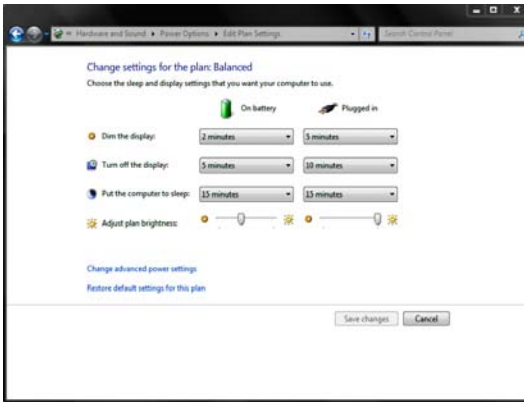 « Hardware and Sound ▸ Power Options ▸ Edit Plan Settings
Search Control Panel
Change settings for the plan: Balanced
Choose the sleep and display settings that you want your computer to use.
On battery Plugged in
Dim the display: 2 minutes 5 minutes
Turn off the display: 5 minutes 10 minutes
Put the computer to sleep: 15 minutes 15 minutes
Adjust plan brightness:
Change advanced power settings
Restore default settings for this plan
Save changes Cancel